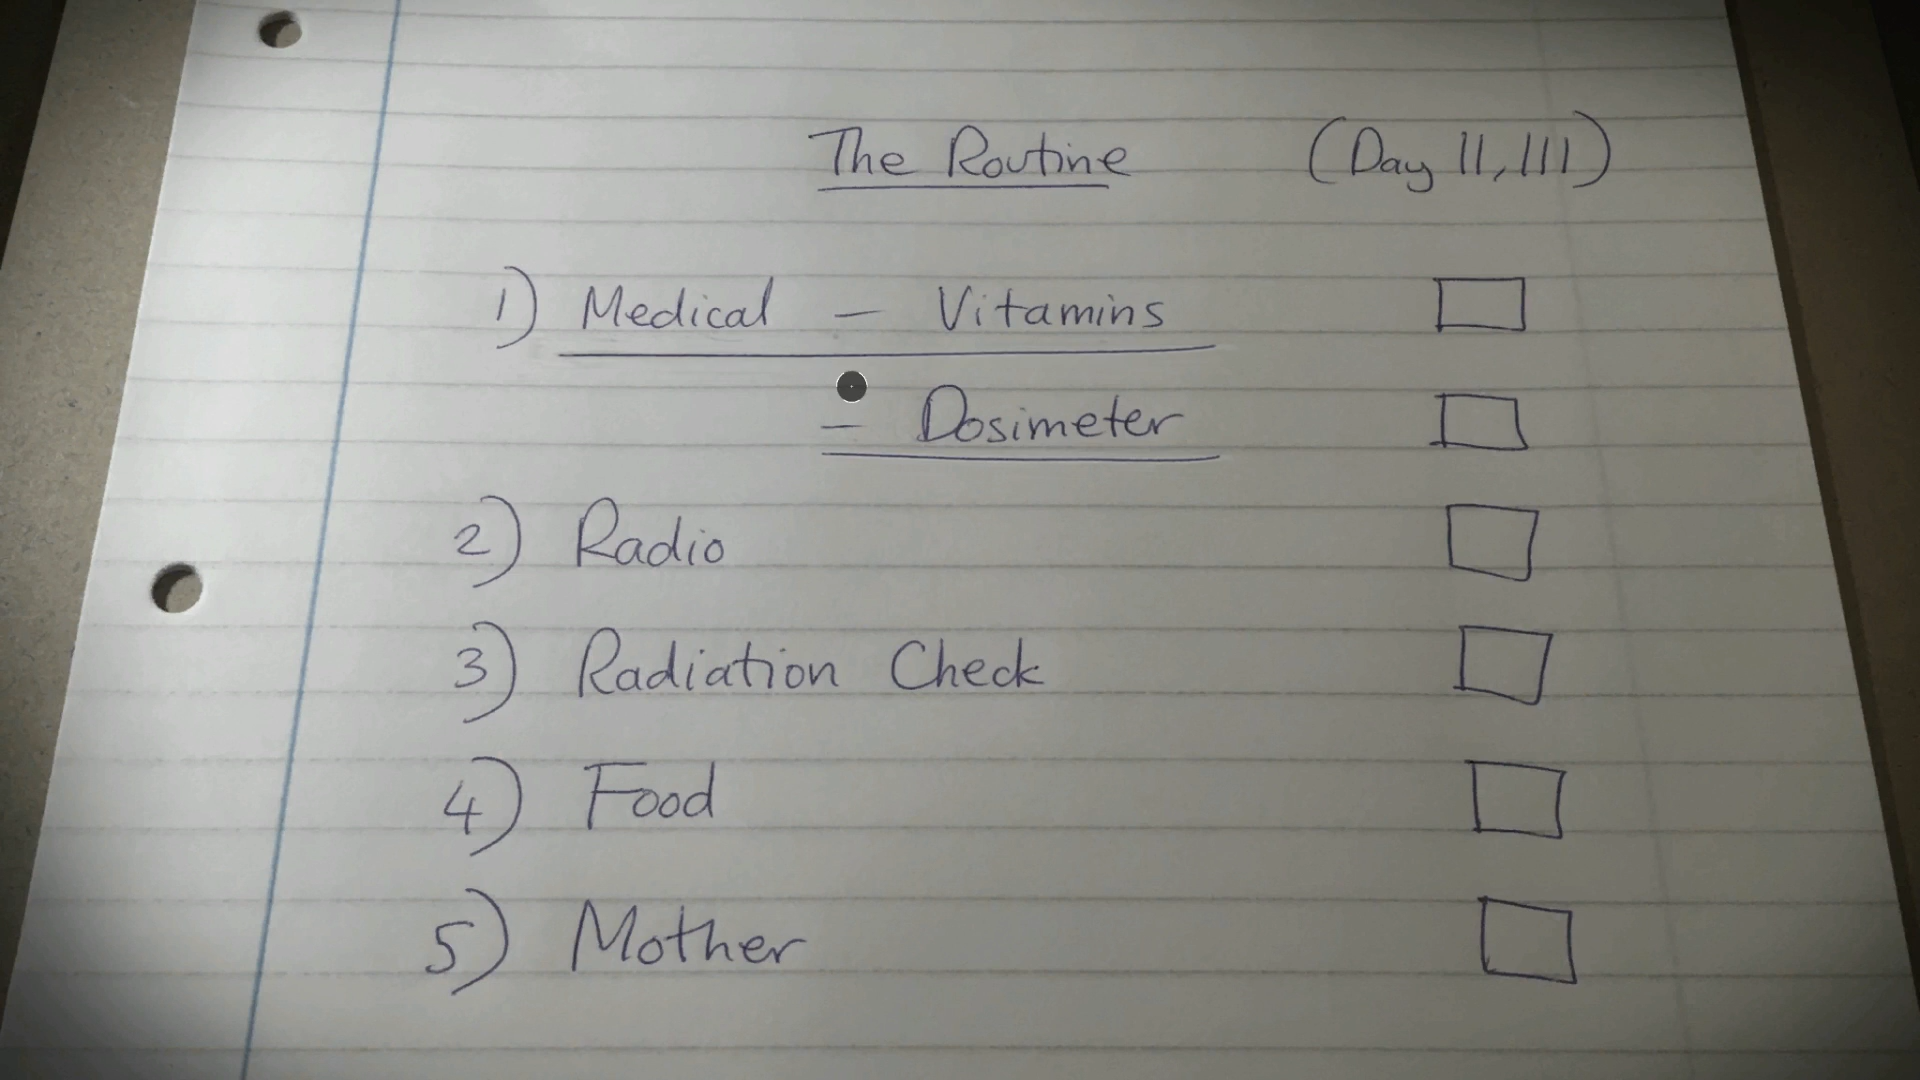 The Routine (Day 11,111)
1) Medical - Vitamins
- Dosimeter
2) Radio
3) Radiation Check
4) Food
5) Mother